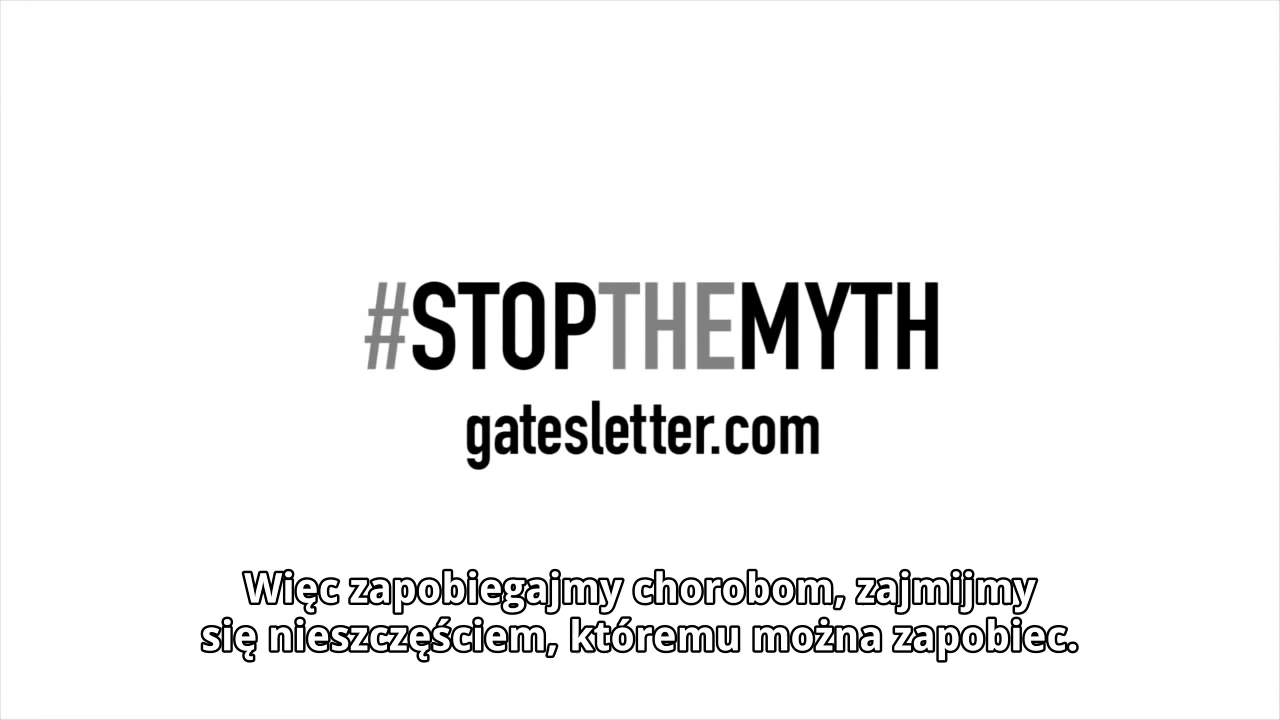 #STOPTHEMYTH
gatesletter.com
Więc zapobiegajmy chorobom, zajmijmy
się nieszczęściem, któremu można zapobiec.